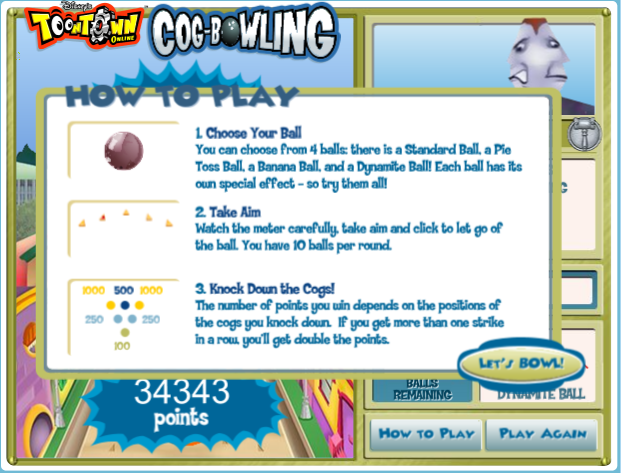 Disney's
TOONTOWN
ONLINE
COG-BOWLING
HOW TO PLAY
1. Choose Your Ball
You can choose from 4 balls: there is a Standard Ball, a Pie
Toss Ball, a Banana Ball, and a Dynamite Ball! Each ball has its
own special effect - so try them all!
2. Take Aim
Watch the meter carefully, take aim and click to let go of
the ball. You have 10 balls per round.
1000 500 1000
250 250
100
3. Knock Down the Cogs!
The number of points you win depends on the positions of
the cogs you knock down. If you get more than one strike
in a row, you'll get double the points.
LET'S BOWL!
34343
points
BALLS
REMAINING
DYNAMITE BALL
HOW TO PLAY
PLAY AGAIN